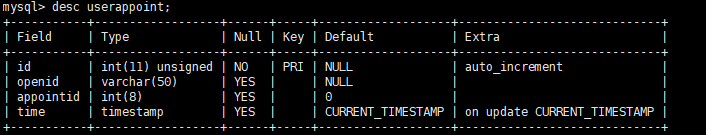 mysql> desc userappoint;
+-----------+------------------+------+-----+-------------------+-----------------------------+
| Field     | Type             | Null | Key | Default           | Extra                       |
+-----------+------------------+------+-----+-------------------+-----------------------------+
| id        | int(11) unsigned | NO   | PRI | NULL              | auto_increment              |
| openid    | varchar(50)      | YES  |     | NULL              |                             |
| appointid | int(8)           | YES  |     | 0                 |                             |
| time      | timestamp        | YES  |     | CURRENT_TIMESTAMP | on update CURRENT_TIMESTAMP |
+-----------+------------------+------+-----+-------------------+-----------------------------+